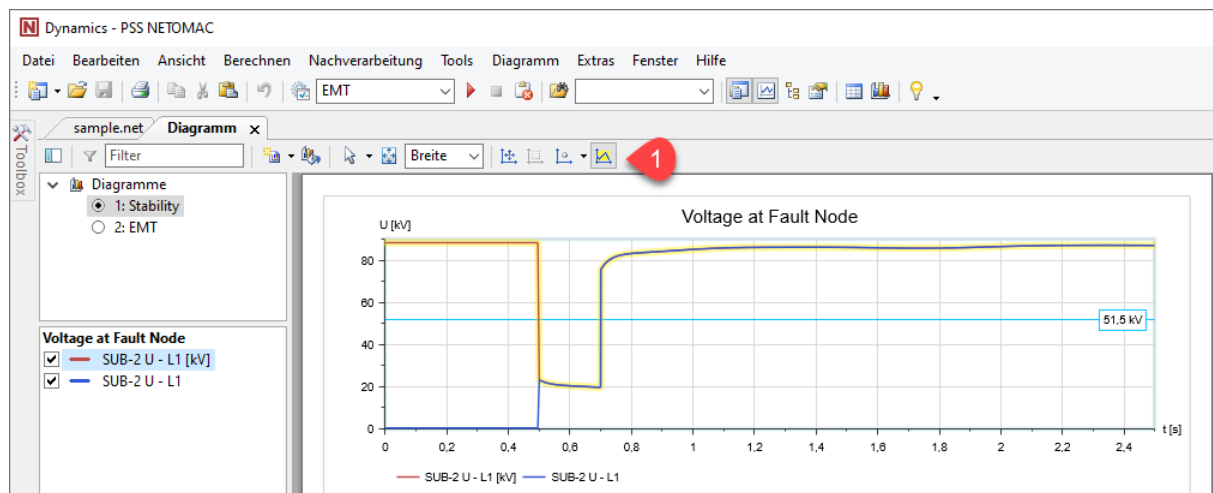 Dynamics - PSS NETOMAC
Datei Bearbeiten Ansicht Berechnen Nachverarbeitung Tools Diagramm Extras Fenster Hilfe
EMT
sample.net Diagramm x
Toolbox
Filter Breite 1
Diagramme
1: Stability
2: EMT
Voltage at Fault Node
SUB-2 U - L1 [kV]
SUB-2 U - L1
Voltage at Fault Node
U [kV]
80
60
51,5 kV
40
20
0
t [s]
0 0,2 0,4 0,6 0,8 1 1,2 1,4 1,6 1,8 2 2,2 2,4
SUB-2 U - L1 [kV] SUB-2 U - L1